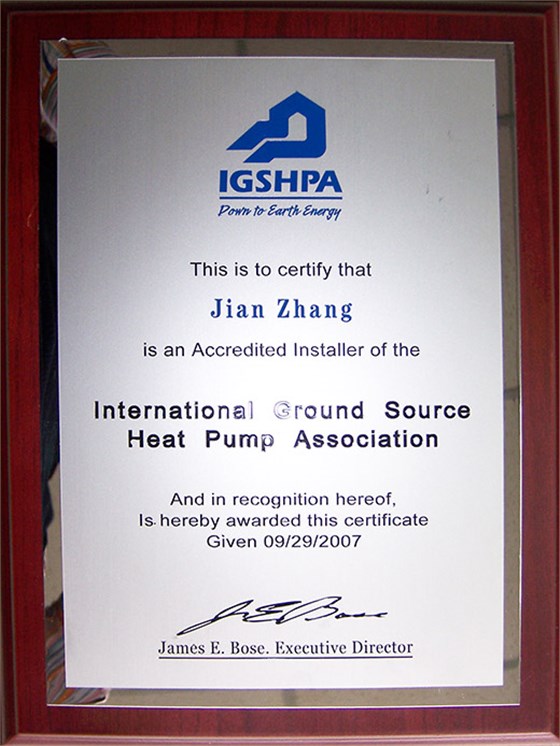 IGSHPA
Down to Earth Energy
This is to certify that
Jian Zhang
is an Accredited Installer of the
International Ground Source
Heat Pump Association
And in recognition hereof,
Is hereby awarded this certificate
Given 09/29/2007
James E. Bose. Executive Director